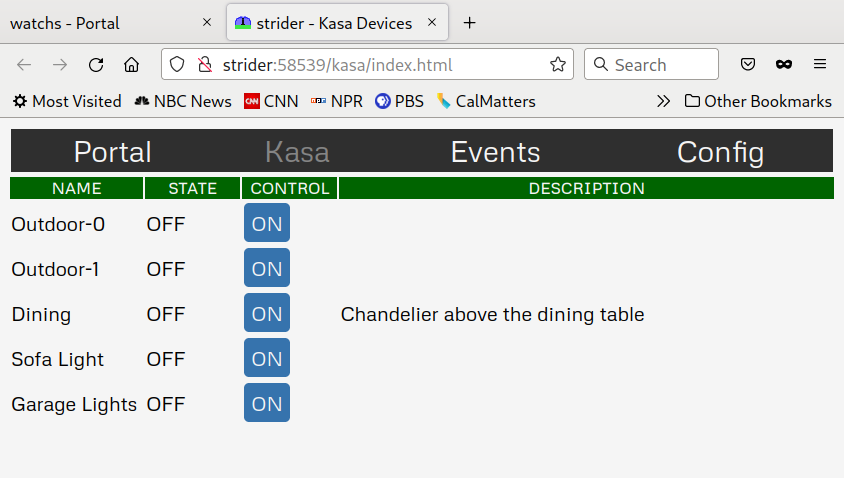 watchs - Portal
strider - Kasa Devices
strider:58539/kasa/index.html
Search
Most Visited
NBC News
CNN CNN
npr NPR
PBS
CalMatters
Other Bookmarks
Portal Kasa Events Config
NAME STATE CONTROL DESCRIPTION
Outdoor-0 OFF ON
Outdoor-1 OFF ON
Dining OFF ON Chandelier above the dining table
Sofa Light OFF ON
Garage Lights OFF ON